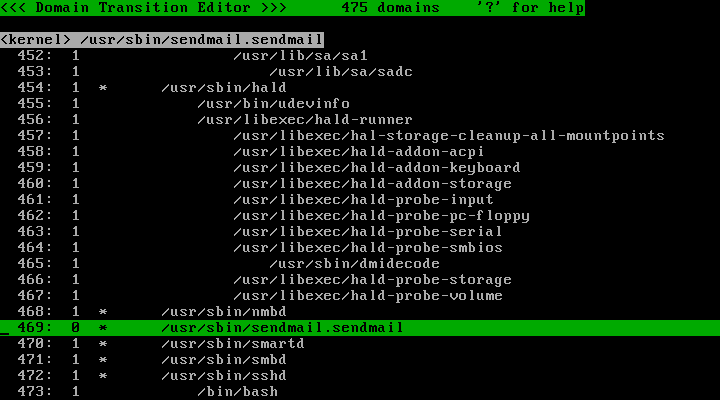 <<< Domain Transition Editor >>>      475 domains    '?' for help
<kernel> /usr/sbin/sendmail.sendmail
452:  1                 /usr/lib/sa/sa1
453:  1                     /usr/lib/sa/sadc
454:  1  *      /usr/sbin/hald
455:  1             /usr/bin/udevinfo
456:  1             /usr/libexec/hald-runner
457:  1                 /usr/libexec/hal-storage-cleanup-all-mountpoints
458:  1                 /usr/libexec/hald-addon-acpi
459:  1                 /usr/libexec/hald-addon-keyboard
460:  1                 /usr/libexec/hald-addon-storage
461:  1                 /usr/libexec/hald-probe-input
462:  1                 /usr/libexec/hald-probe-pc-floppy
463:  1                 /usr/libexec/hald-probe-serial
464:  1                 /usr/libexec/hald-probe-smbios
465:  1                     /usr/sbin/dmidecode
466:  1                 /usr/libexec/hald-probe-storage
467:  1                 /usr/libexec/hald-probe-volume
468:  1  *      /usr/sbin/nmbd
469:  0  *      /usr/sbin/sendmail.sendmail
470:  1  *      /usr/sbin/smartd
471:  1  *      /usr/sbin/smbd
472:  1  *      /usr/sbin/sshd
473:  1             /bin/bash